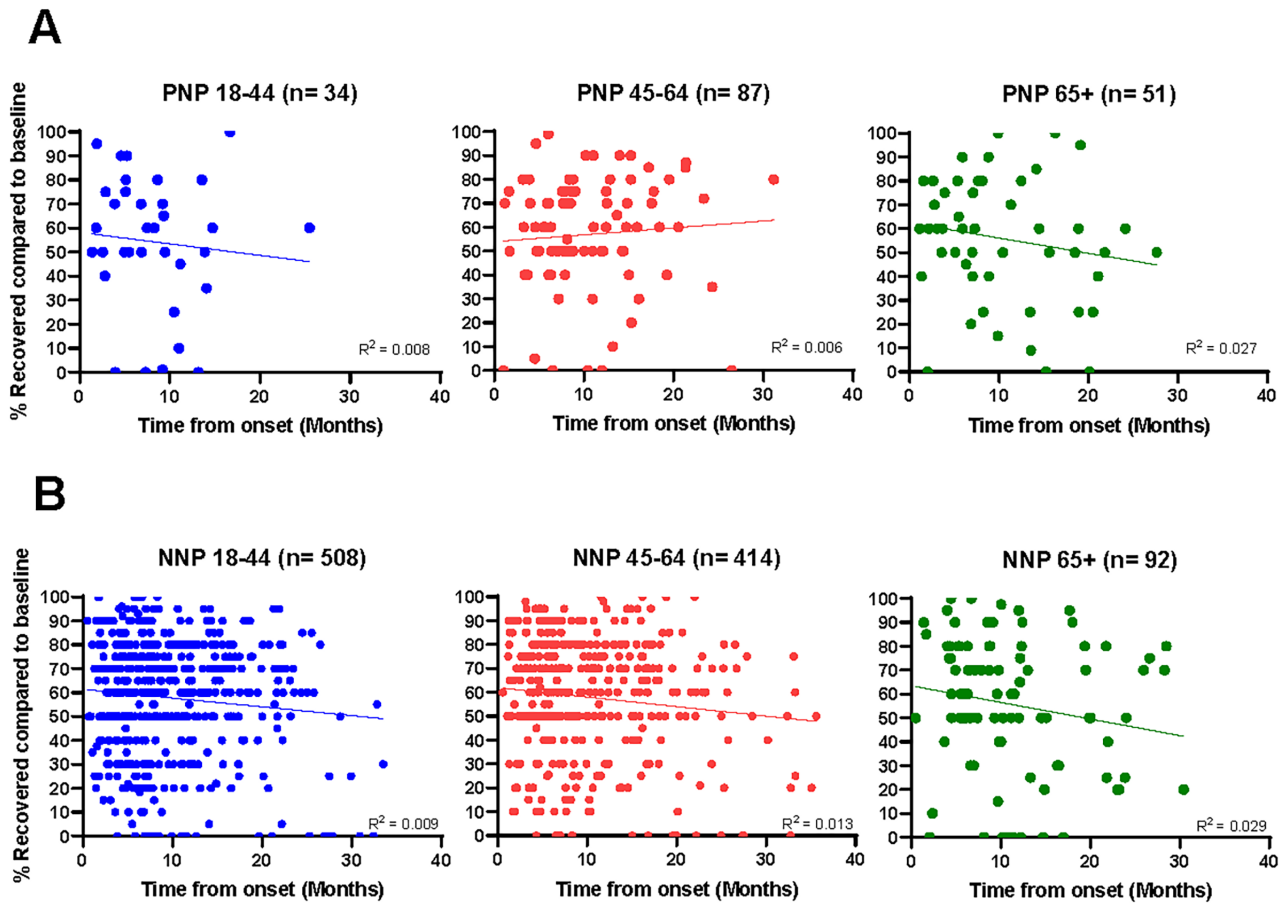 A
PNP 18-44 (n= 34)
PNP 45-64 (n= 87)
PNP 65+ (n= 51)
% Recovered compared to baseline
100
90
80
70
60
50
40
30
20
10
0
R² = 0.008
0 10 20 30 40
Time from onset (Months)
100
90
80
70
60
50
40
30
20
10
0
R² = 0.006
0 10 20 30 40
Time from onset (Months)
100
90
80
70
60
50
40
30
20
10
0
R² = 0.027
0 10 20 30 40
Time from onset (Months)
B
NNP 18-44 (n= 508)
NNP 45-64 (n= 414)
NNP 65+ (n= 92)
% Recovered compared to baseline
100
90
80
70
60
50
40
30
20
10
0
R² = 0.009
0 10 20 30 40
Time from onset (Months)
100
90
80
70
60
50
40
30
20
10
0
R² = 0.013
0 10 20 30 40
Time from onset (Months)
100
90
80
70
60
50
40
30
20
10
0
R² = 0.029
0 10 20 30 40
Time from onset (Months)